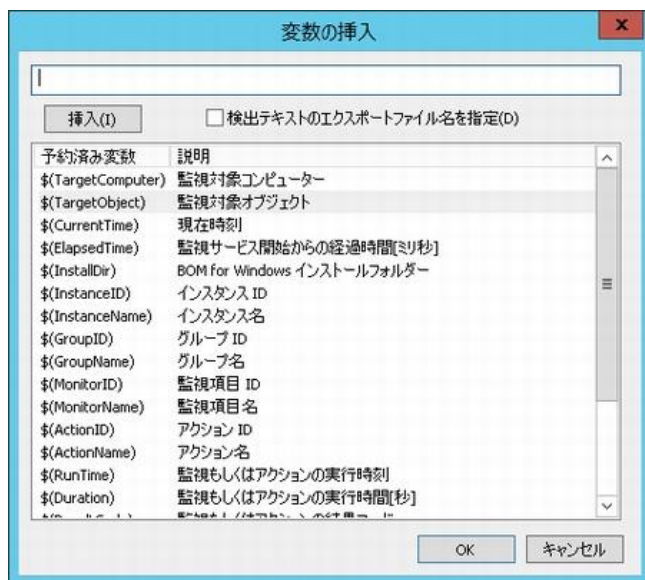 変数の挿入
x
挿入(I)
検出テキストのエクスポートファイル名を指定(D)
予約済み変数 説明
$(TargetComputer) 監視対象コンピューター
$(TargetObject) 監視対象オブジェクト
$(CurrentTime) 現在時刻
$(ElapsedTime) 監視サービス開始からの経過時間[ミリ秒]
$(InstallDir) BOM for Windows インストールフォルダー
$(InstanceID) インスタンス ID
$(InstanceName) インスタンス名
$(GroupID) グループ ID
$(GroupName) グループ名
$(MonitorID) 監視項目 ID
$(MonitorName) 監視項目名
$(ActionID) アクション ID
$(ActionName) アクション名
$(RunTime) 監視もしくはアクションの実行時刻
$(Duration) 監視もしくはアクションの実行時間[秒]
OK キャンセル